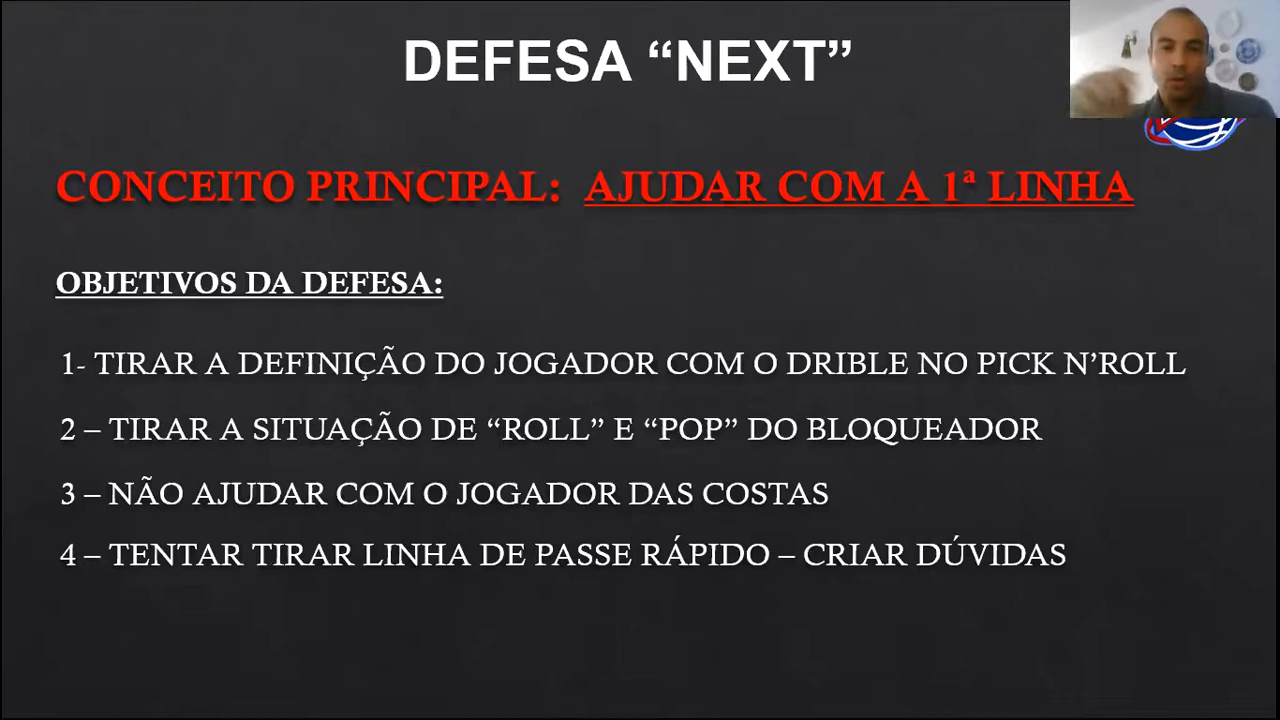 DEFESA “NEXT”
CONCEITO PRINCIPAL: AJUDAR COM A 1ª LINHA
OBJETIVOS DA DEFESA:
1- TIRAR A DEFINIÇÃO DO JOGADOR COM O DRIBLE NO PICK N’ROLL
2 – TIRAR A SITUAÇÃO DE “ROLL” E “POP” DO BLOQUEADOR
3 – NÃO AJUDAR COM O JOGADOR DAS COSTAS
4 – TENTAR TIRAR LINHA DE PASSE RÁPIDO – CRIAR DÚVIDAS